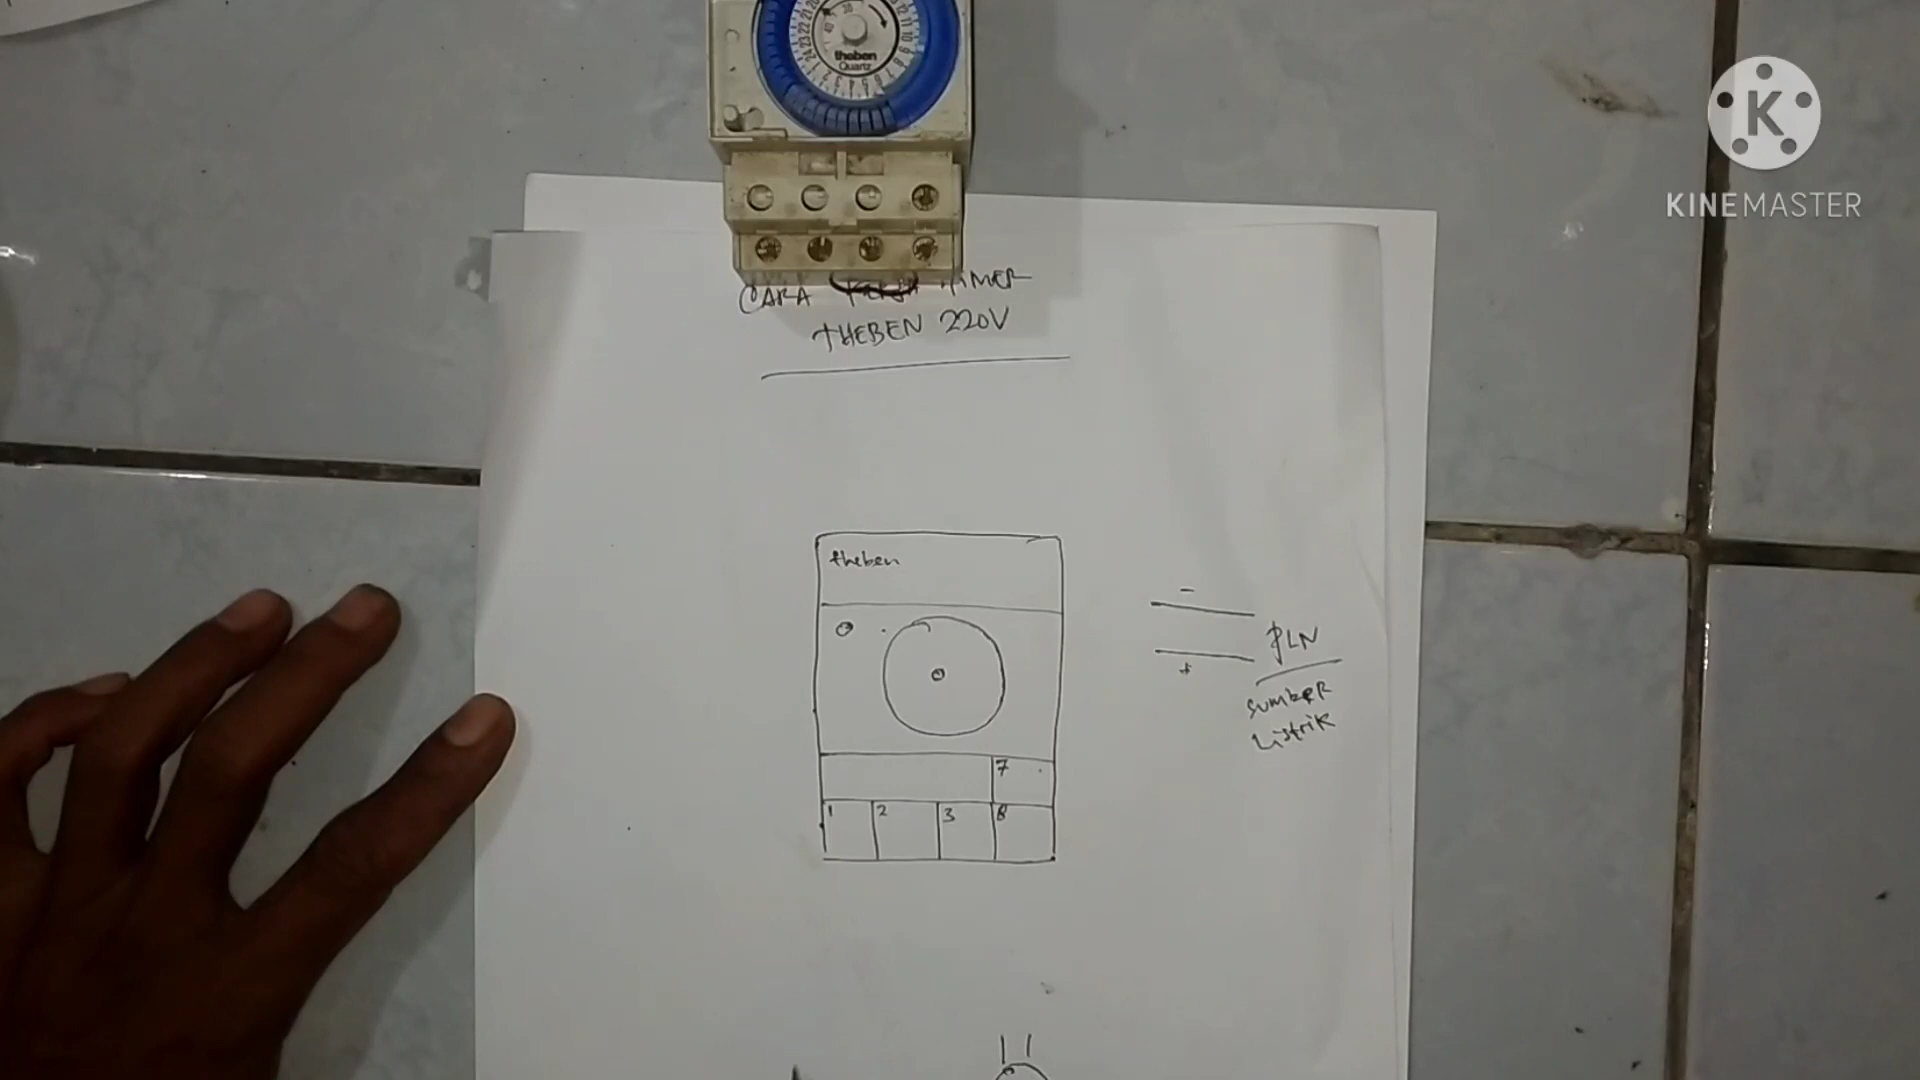 theben
Quartz
KINEMASTER
CARA TIMER
THEBEN 220V
theben
-
PLN
+
sumber
Listrik
7
1 2 3 8